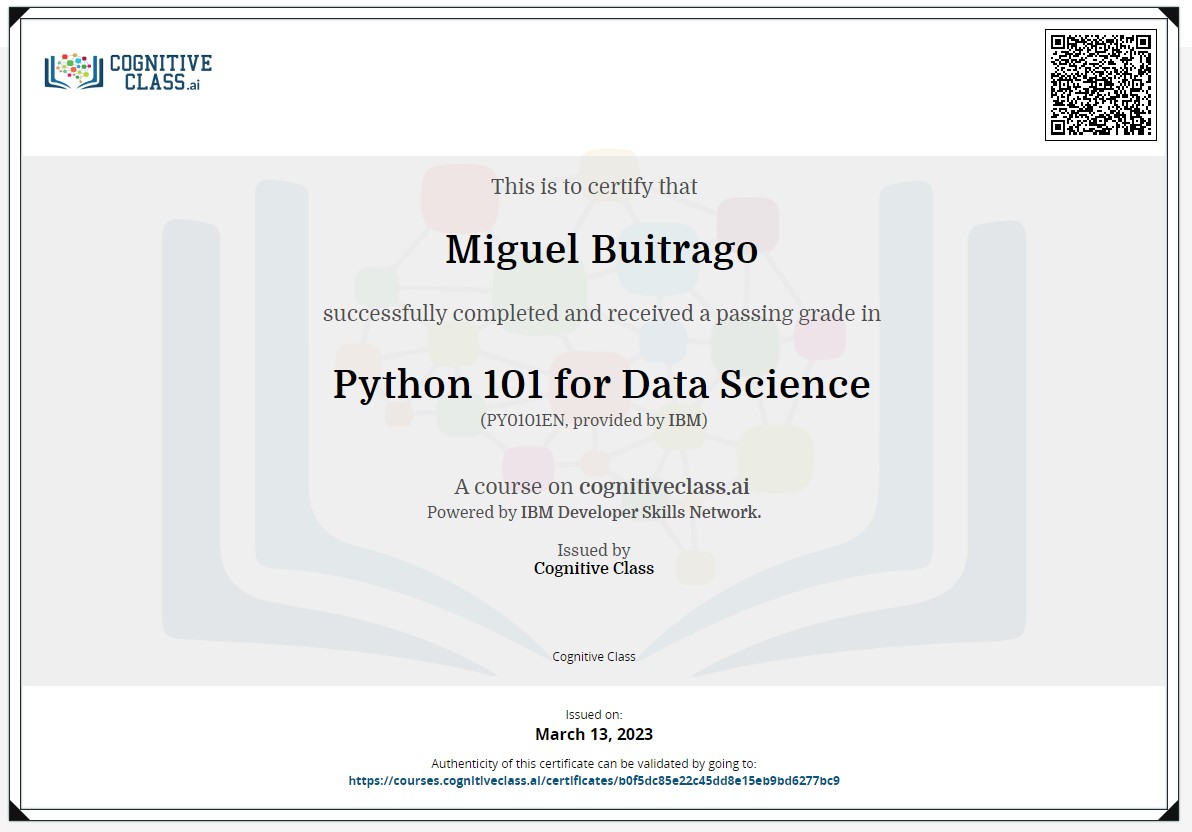 COGNITIVE
CLASS.ai
This is to certify that
Miguel Buitrago
successfully completed and received a passing grade in
Python 101 for Data Science
(PY0101EN, provided by IBM)
A course on cognitiveclass.ai
Powered by IBM Developer Skills Network.
Issued by
Cognitive Class
Cognitive Class
Issued on:
March 13, 2023
Authenticity of this certificate can be validated by going to:
https://courses.cognitiveclass.ai/certificates/b0f5dc85e22c45dd8e15eb9bd6277bc9